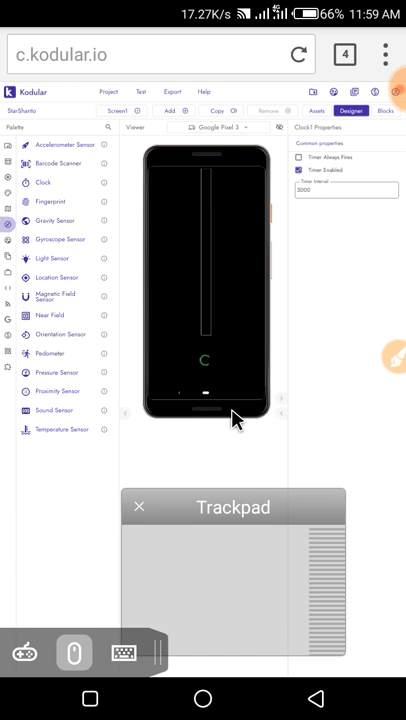 17.27K/s 4G 66% 11:59 AM
c.kodular.io 4
Kodular Project Test Export Help
StarShanto Screen1 Add Copy Remove Assets Designer Blocks
Palette Viewer Google Pixel 3 Clock1 Properties
Common properties
Accelerometer Sensor
Timer Always Fires
Barcode Scanner
Timer Enabled
Clock
Timer Interval
5000
Fingerprint
Gravity Sensor
Gyroscope Sensor
Light Sensor
Location Sensor
Magnetic Field
Sensor
Near Field
Orientation Sensor
Pedometer
Pressure Sensor
Proximity Sensor
Sound Sensor
Temperature Sensor
Trackpad